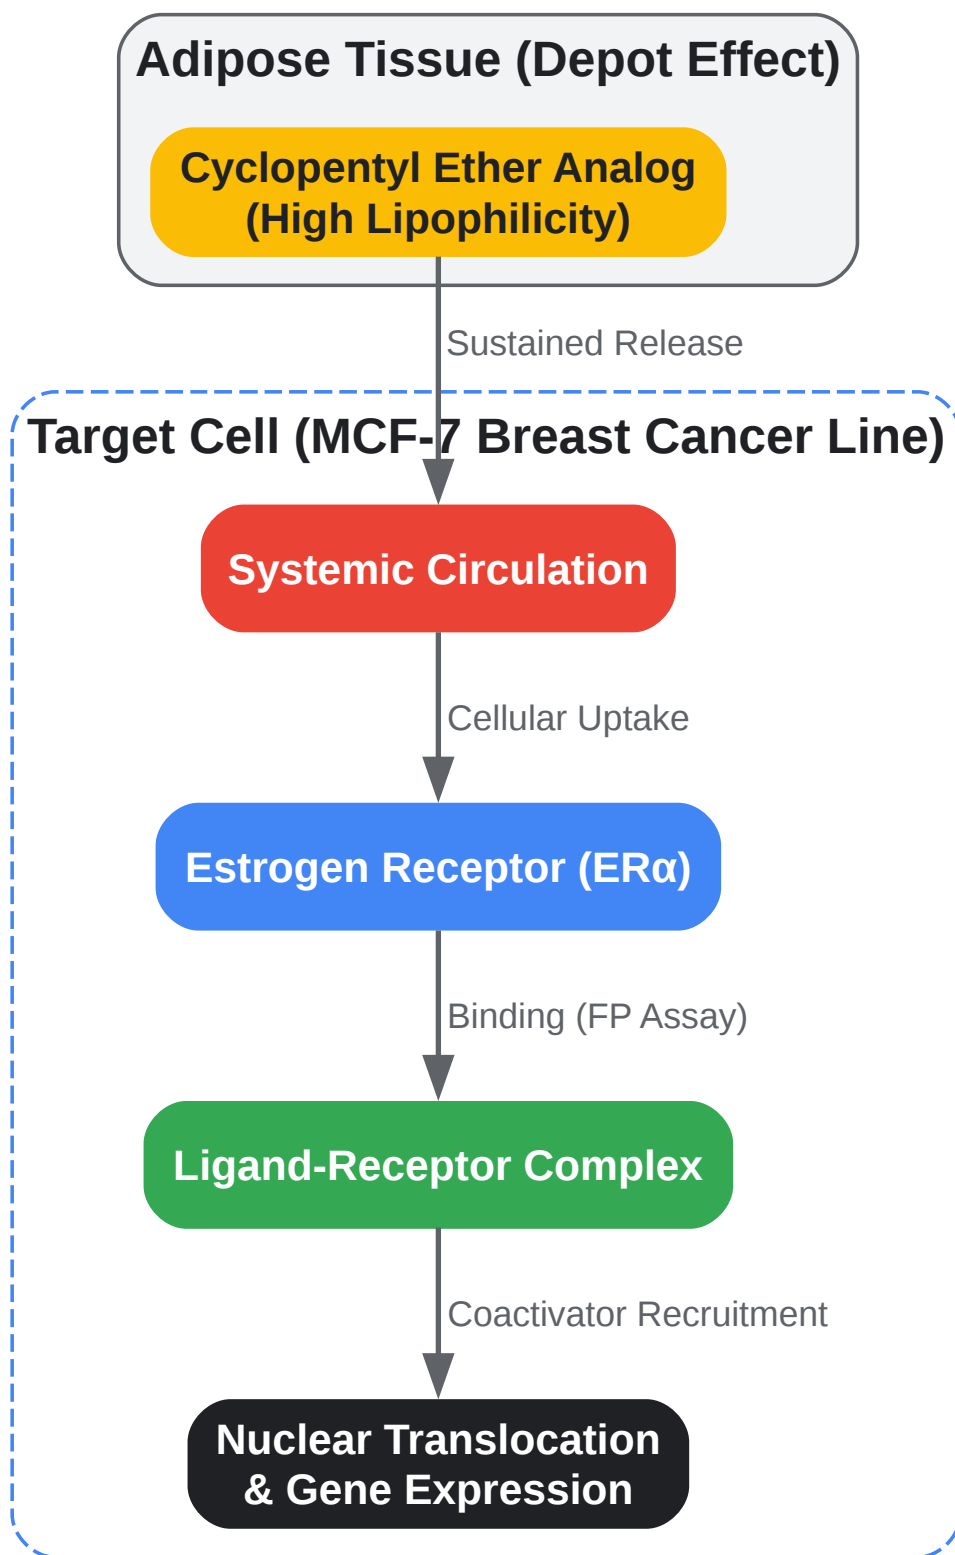 Adipose Tissue (Depot Effect)
Cyclopentyl Ether Analog
(High Lipophilicity)
Sustained Release
Target Cell (MCF-7 Breast Cancer Line)
Systemic Circulation
Cellular Uptake
Estrogen Receptor (ERα)
Binding (FP Assay)
Ligand-Receptor Complex
Coactivator Recruitment
Nuclear Translocation
& Gene Expression